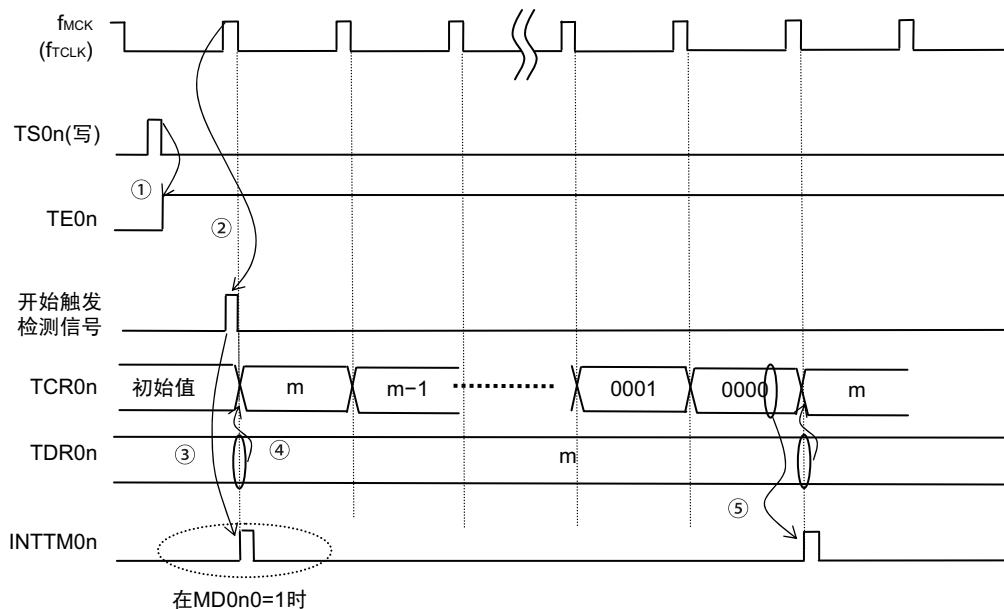 fMCK
(fTCLK)
TS0n(写)
①
TE0n
②
开始触发
检测信号
TCR0n 初始值 m m−1 0001 0000 m
TDR0n ③ ④ m
⑤
INTTM0n
在MD0n0=1时